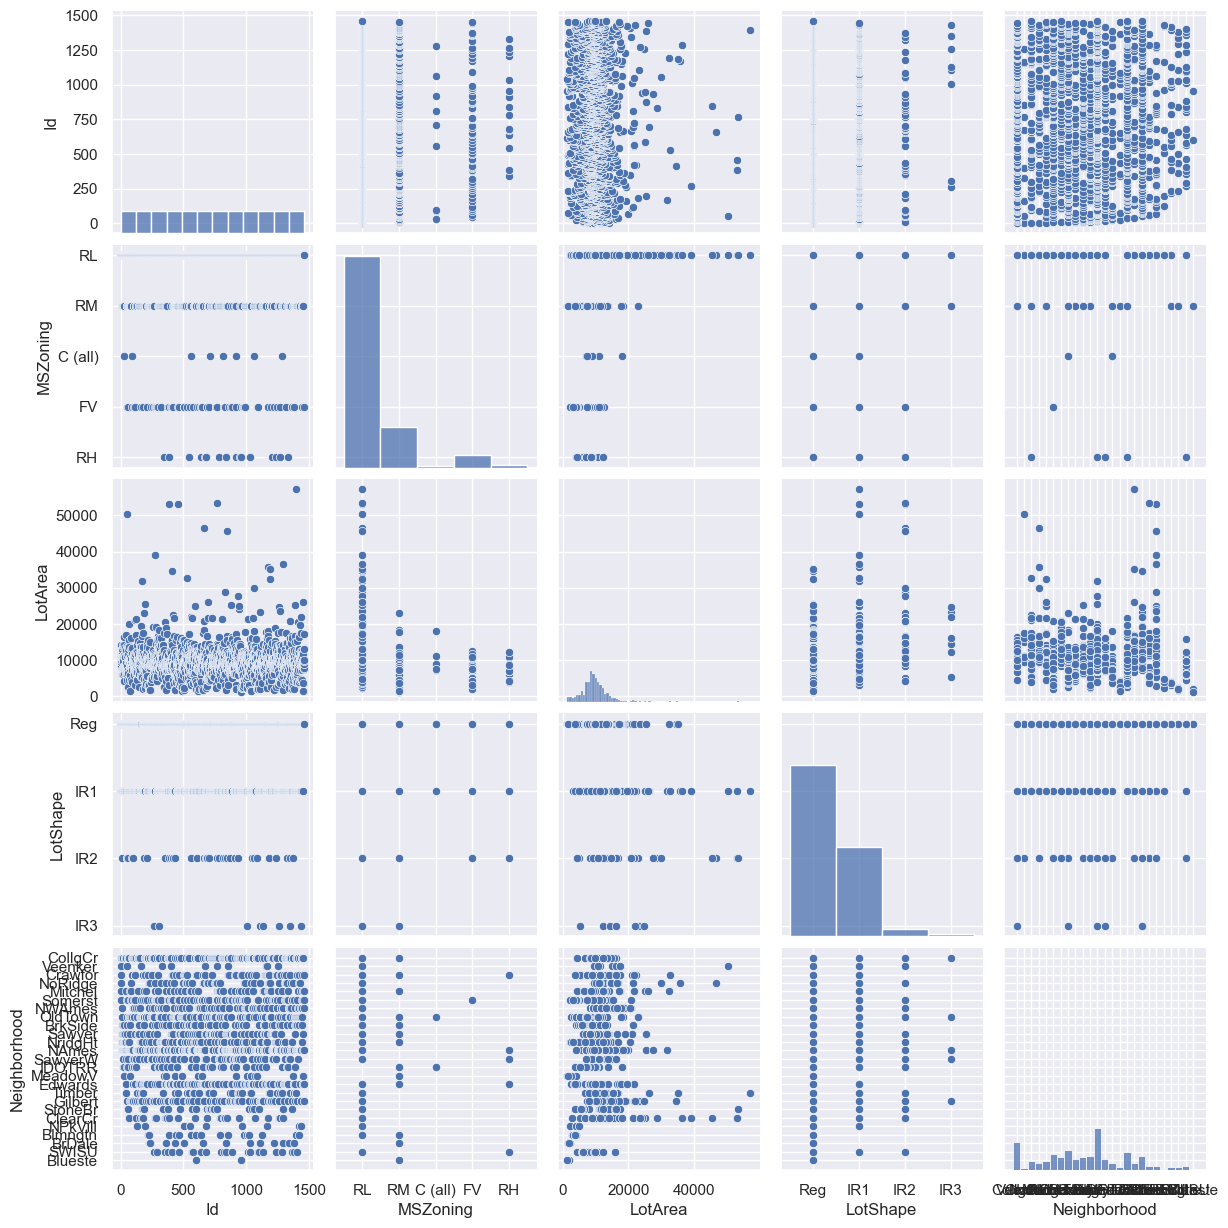 1500
1250
1000
750
500
250
0
Id
RL
RM
C (all)
FV
RH
MSZoning
50000
40000
30000
20000
10000
0
LotArea
Reg
IR1
IR2
IR3
LotShape
CollgCr
Veenker
Crawfor
NoRidge
Mitchel
Somerst
NWAmes
OldTown
BrkSide
Sawyer
NridgHt
NAmes
SawyerW
IDOTRR
MeadowV
Edwards
Timber
Gilbert
StoneBr
ClearCr
NPkVill
Blmngtn
BrDale
SWISU
Blueste
Neighborhood
0 500 1000 1500
RL RM C (all) FV RH
0 20000 40000
Reg IR1 IR2 IR3
Id
MSZoning
LotArea
LotShape
Neighborhood